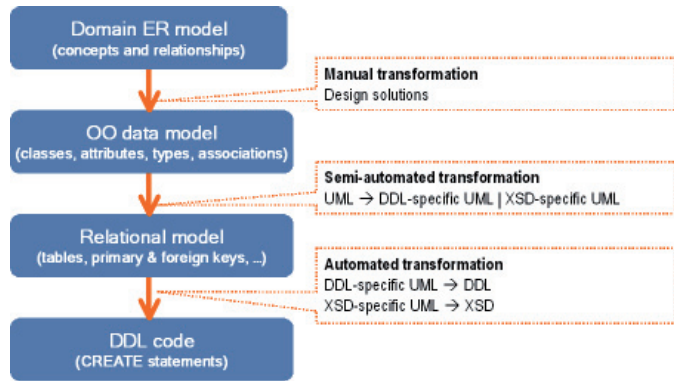 Domain ER model
(concepts and relationships)
Manual transformation
Design solutions
OO data model
(classes, attributes, types, associations)
Semi-automated transformation
UML → DDL-specific UML | XSD-specific UML
Relational model
(tables, primary & foreign keys, ...)
Automated transformation
DDL-specific UML → DDL
XSD-specific UML → XSD
DDL code
(CREATE statements)